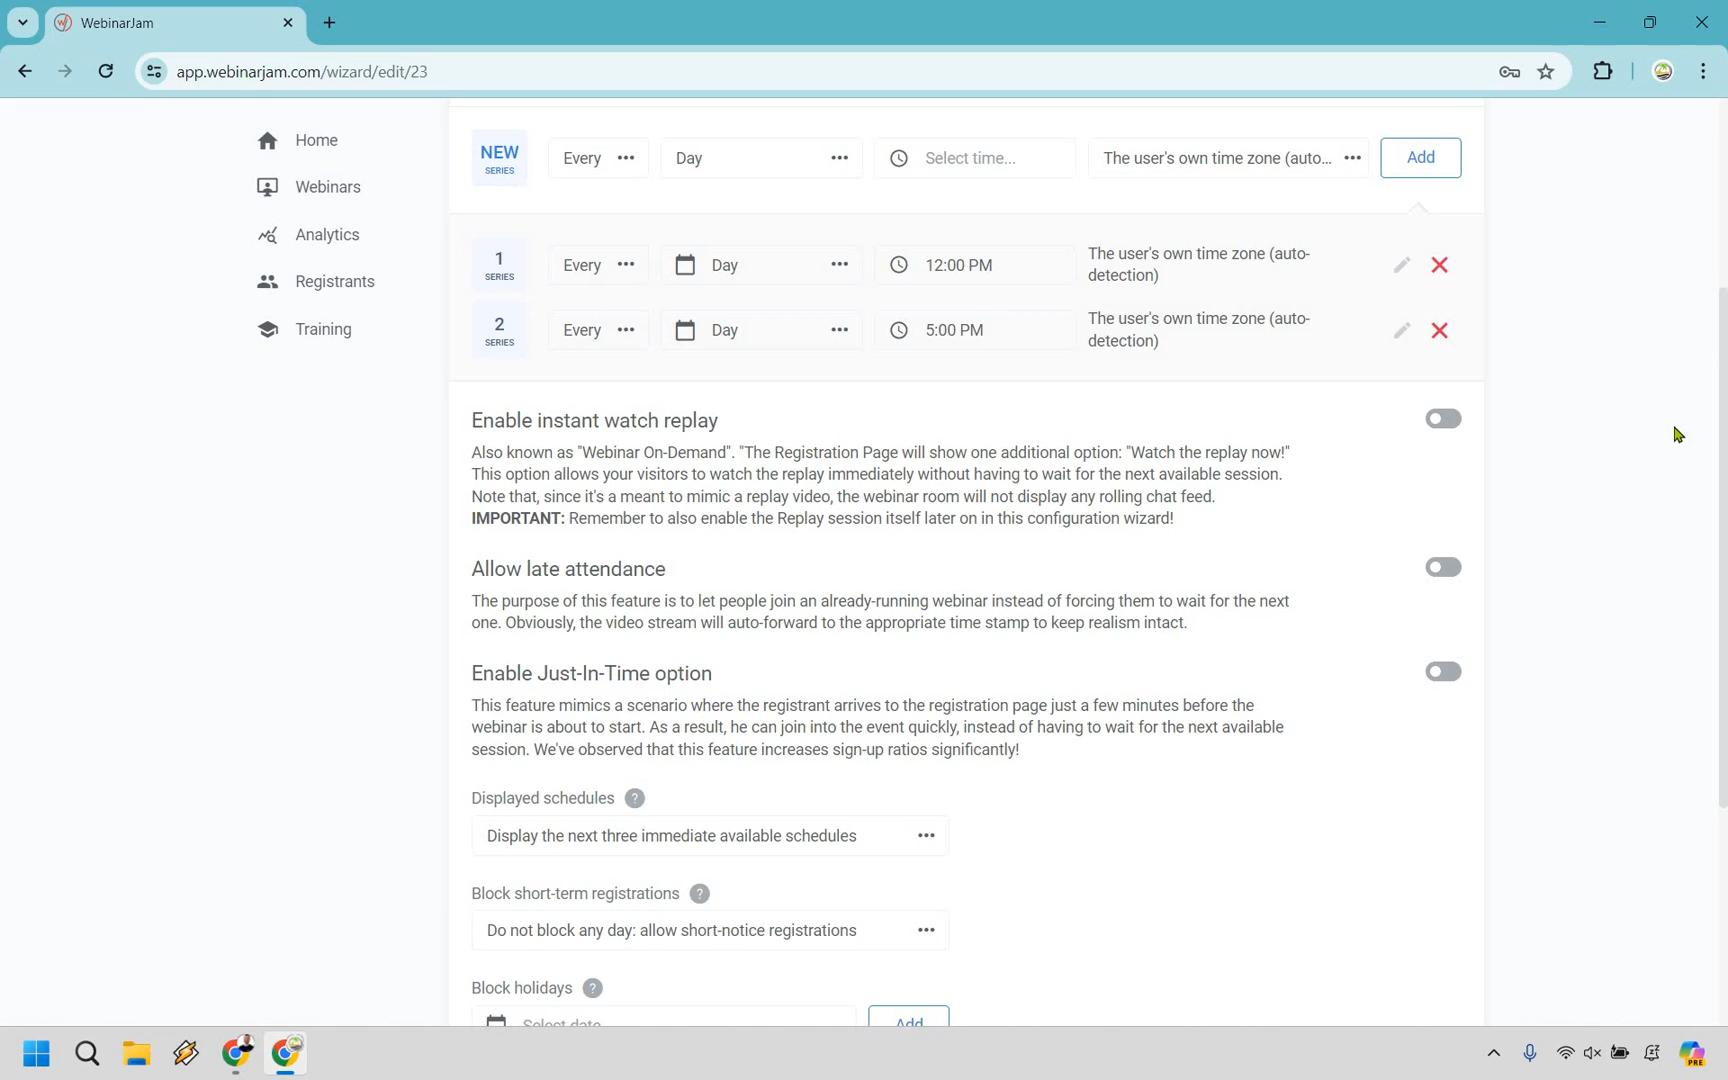 WebinarJam
app.webinarjam.com/wizard/edit/23
Home
Webinars
Analytics
Registrants
Training
NEW
SERIES
Every ••• Day ••• Select time... The user's own time zone (auto... ••• Add
1
SERIES
Every ••• Day ••• 12:00 PM
The user's own time zone (auto-
detection)
2
SERIES
Every ••• Day ••• 5:00 PM
The user's own time zone (auto-
detection)
Enable instant watch replay
Also known as "Webinar On-Demand". "The Registration Page will show one additional option: "Watch the replay now!"
This option allows your visitors to watch the replay immediately without having to wait for the next available session.
Note that, since it's a meant to mimic a replay video, the webinar room will not display any rolling chat feed.
IMPORTANT: Remember to also enable the Replay session itself later on in this configuration wizard!
Allow late attendance
The purpose of this feature is to let people join an already-running webinar instead of forcing them to wait for the next
one. Obviously, the video stream will auto-forward to the appropriate time stamp to keep realism intact.
Enable Just-In-Time option
This feature mimics a scenario where the registrant arrives to the registration page just a few minutes before the
webinar is about to start. As a result, he can join into the event quickly, instead of having to wait for the next available
session. We've observed that this feature increases sign-up ratios significantly!
Displayed schedules ?
Display the next three immediate available schedules •••
Block short-term registrations ?
Do not block any day: allow short-notice registrations •••
Block holidays ?
Select date Add
PRE